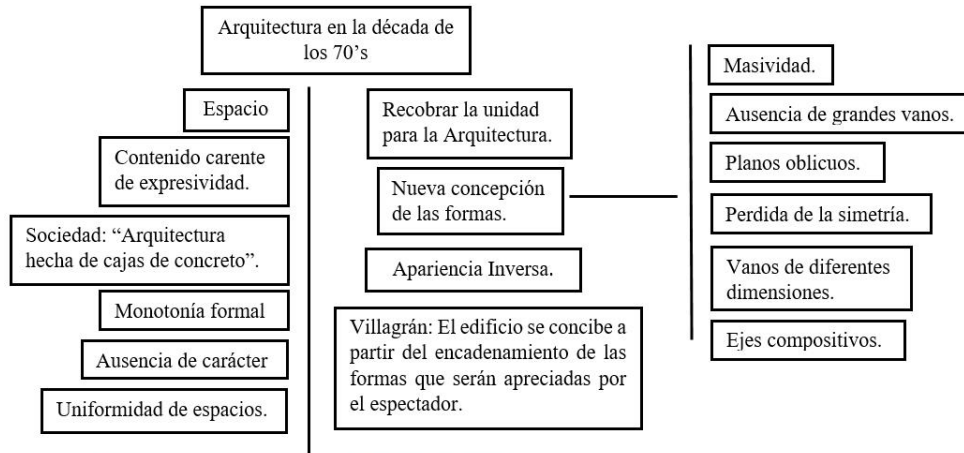 Arquitectura en la década de
los 70’s
Espacio
Contenido carente
de expresividad.
Sociedad: “Arquitectura
hecha de cajas de concreto”.
Monotonía formal
Ausencia de carácter
Uniformidad de espacios.
Recobrar la unidad
para la Arquitectura.
Nueva concepción
de las formas.
Apariencia Inversa.
Villagrán: El edificio se concibe a
partir del encadenamiento de las
formas que serán apreciadas por
el espectador.
Masividad.
Ausencia de grandes vanos.
Planos oblicuos.
Perdida de la simetría.
Vanos de diferentes
dimensiones.
Ejes compositivos.